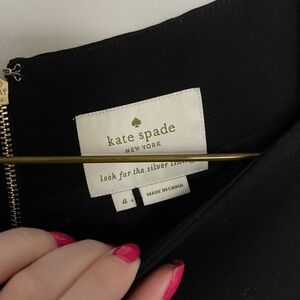 kate spade
NEW YORK
look for the silver lining
4
MADE IN CHINA